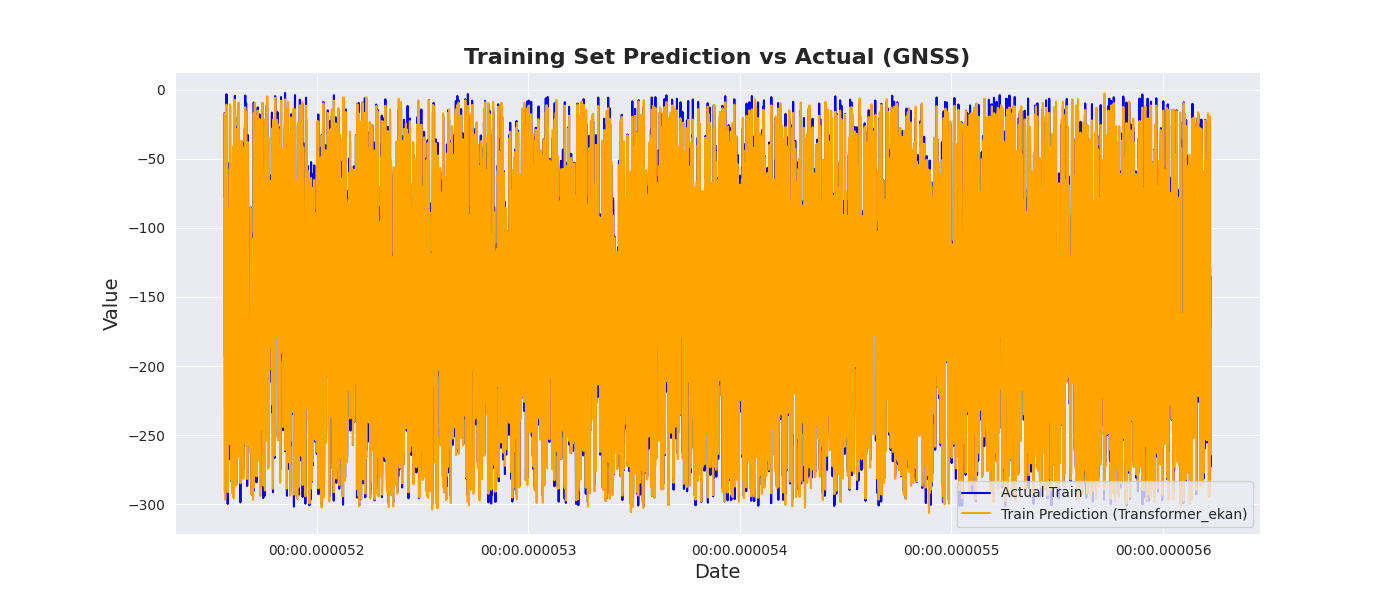 Training Set Prediction vs Actual (GNSS)
Value
0
−50
−100
−150
−200
−250
−300
Actual Train
Train Prediction (Transformer_ekan)
00:00.000052 00:00.000053 00:00.000054 00:00.000055 00:00.000056
Date